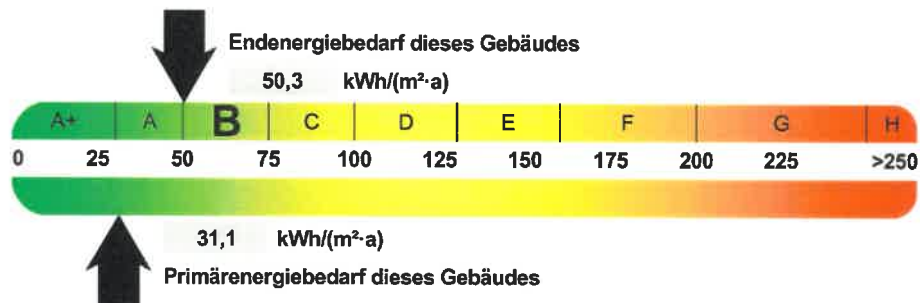 Endenergiebedarf dieses Gebäudes
50,3 kWh/(m²·a)
A+ A B C D E F G H
0 25 50 75 100 125 150 175 200 225 >250
31,1 kWh/(m²·a)
Primärenergiebedarf dieses Gebäudes